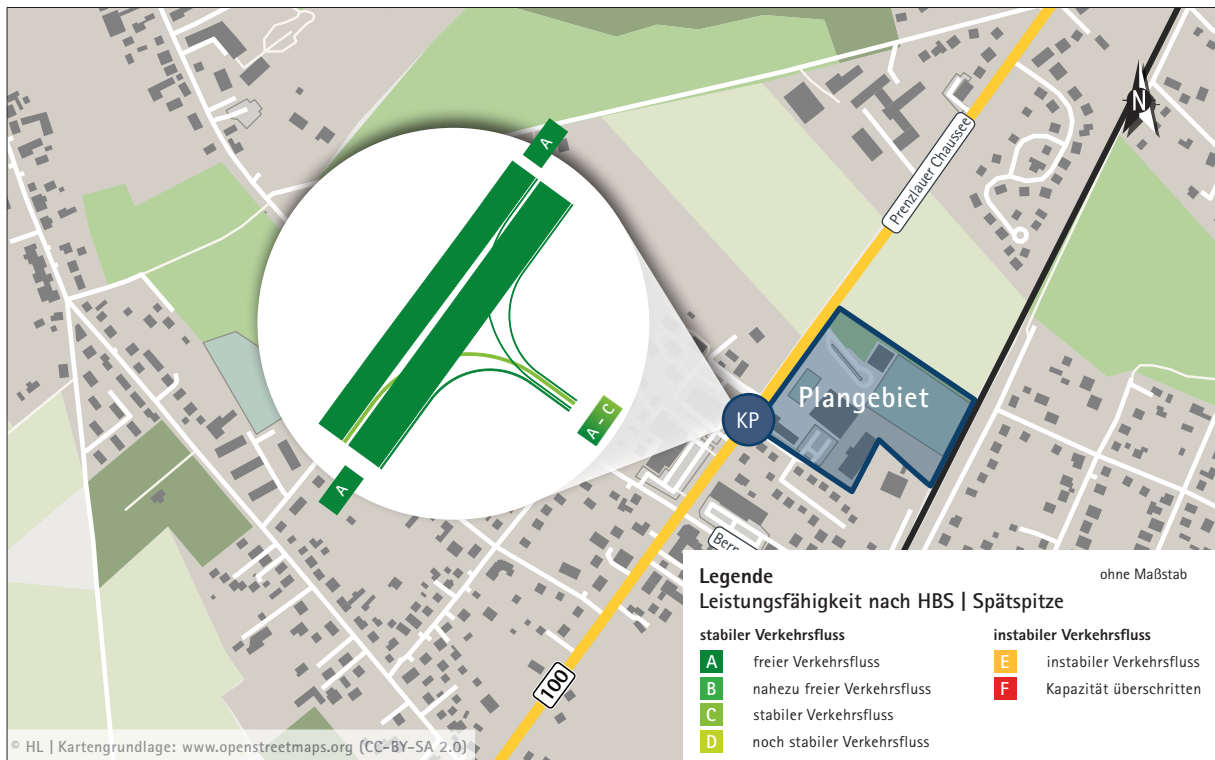 A
N
Prenzlauer Chaussee
Plangebiet
KP
A - C
A
100
Legende
ohne Maßstab
Leistungsfähigkeit nach HBS | Spätspitze
stabiler Verkehrsfluss
instabiler Verkehrsfluss
A freier Verkehrsfluss
E instabiler Verkehrsfluss
B nahezu freier Verkehrsfluss
F Kapazität überschritten
C stabiler Verkehrsfluss
D noch stabiler Verkehrsfluss
© HL | Kartengrundlage: www.openstreetmaps.org (CC-BY-SA 2.0)